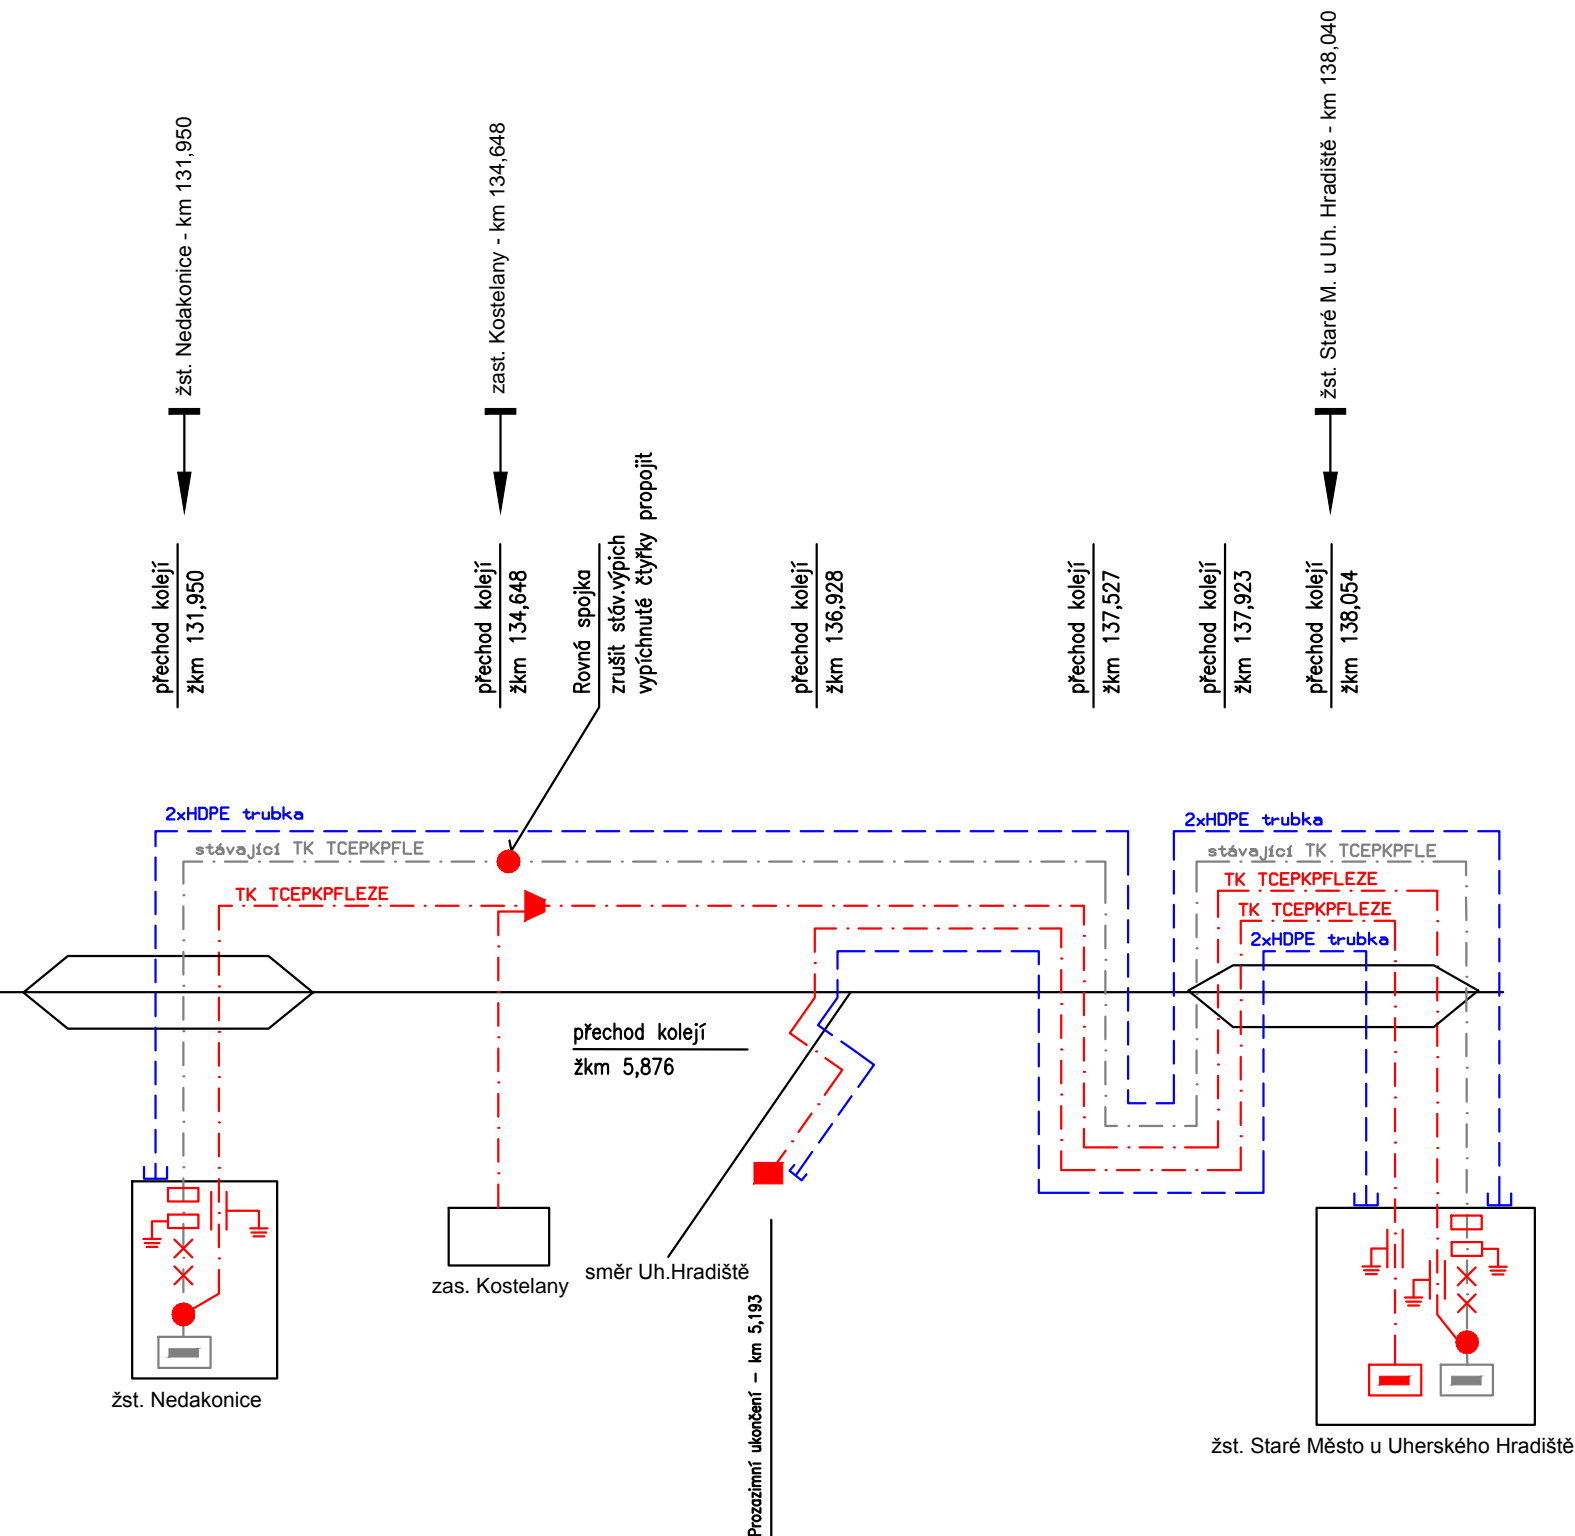 žst. Nedakonice - km 131,950
zast. Kostelany - km 134,648
žst. Staré M. u Uh. Hradiště - km 138,040
přechod kolejí
žkm 131,950
přechod kolejí
žkm 134,648
Rovná spojka
zrušit stáv.výpich
vypíchnuté čtyřky propojit
přechod kolejí
žkm 136,928
přechod kolejí
žkm 137,527
přechod kolejí
žkm 137,923
přechod kolejí
žkm 138,054
2xHDPE trubka
stávající TK TCEPKPFLE
TK TCEPKPFLEZE
2xHDPE trubka
stávající TK TCEPKPFLE
TK TCEPKPFLEZE
TK TCEPKPFLEZE
2xHDPE trubka
přechod kolejí
žkm 5,876
směr Uh.Hradiště
zas. Kostelany
Prozazimní ukončení - km 5,193
žst. Nedakonice
žst. Staré Město u Uherského Hradiště